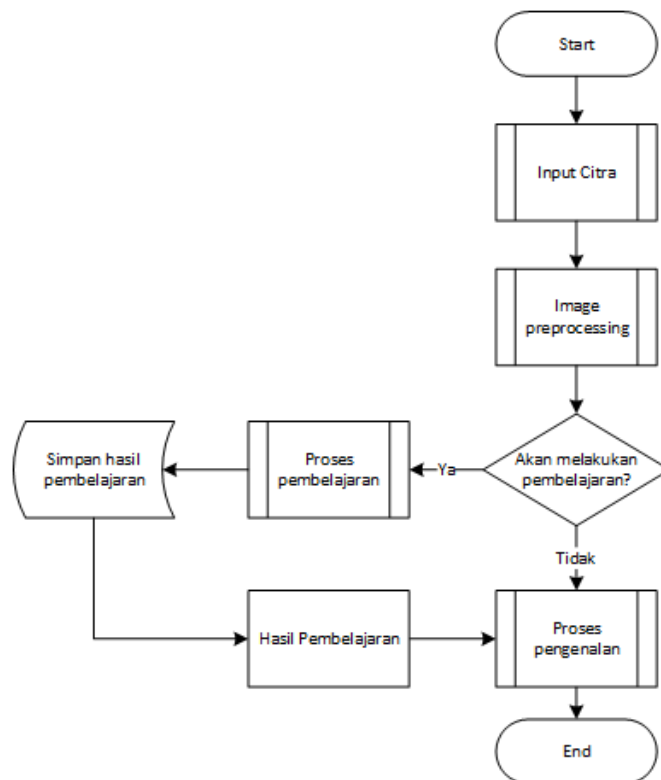 Start
Input Citra
Image
preprocessing
Akan melakukan
pembelajaran?
Ya
Proses
pembelajaran
Simpan hasil
pembelajaran
Tidak
Hasil Pembelajaran
Proses
pengenalan
End